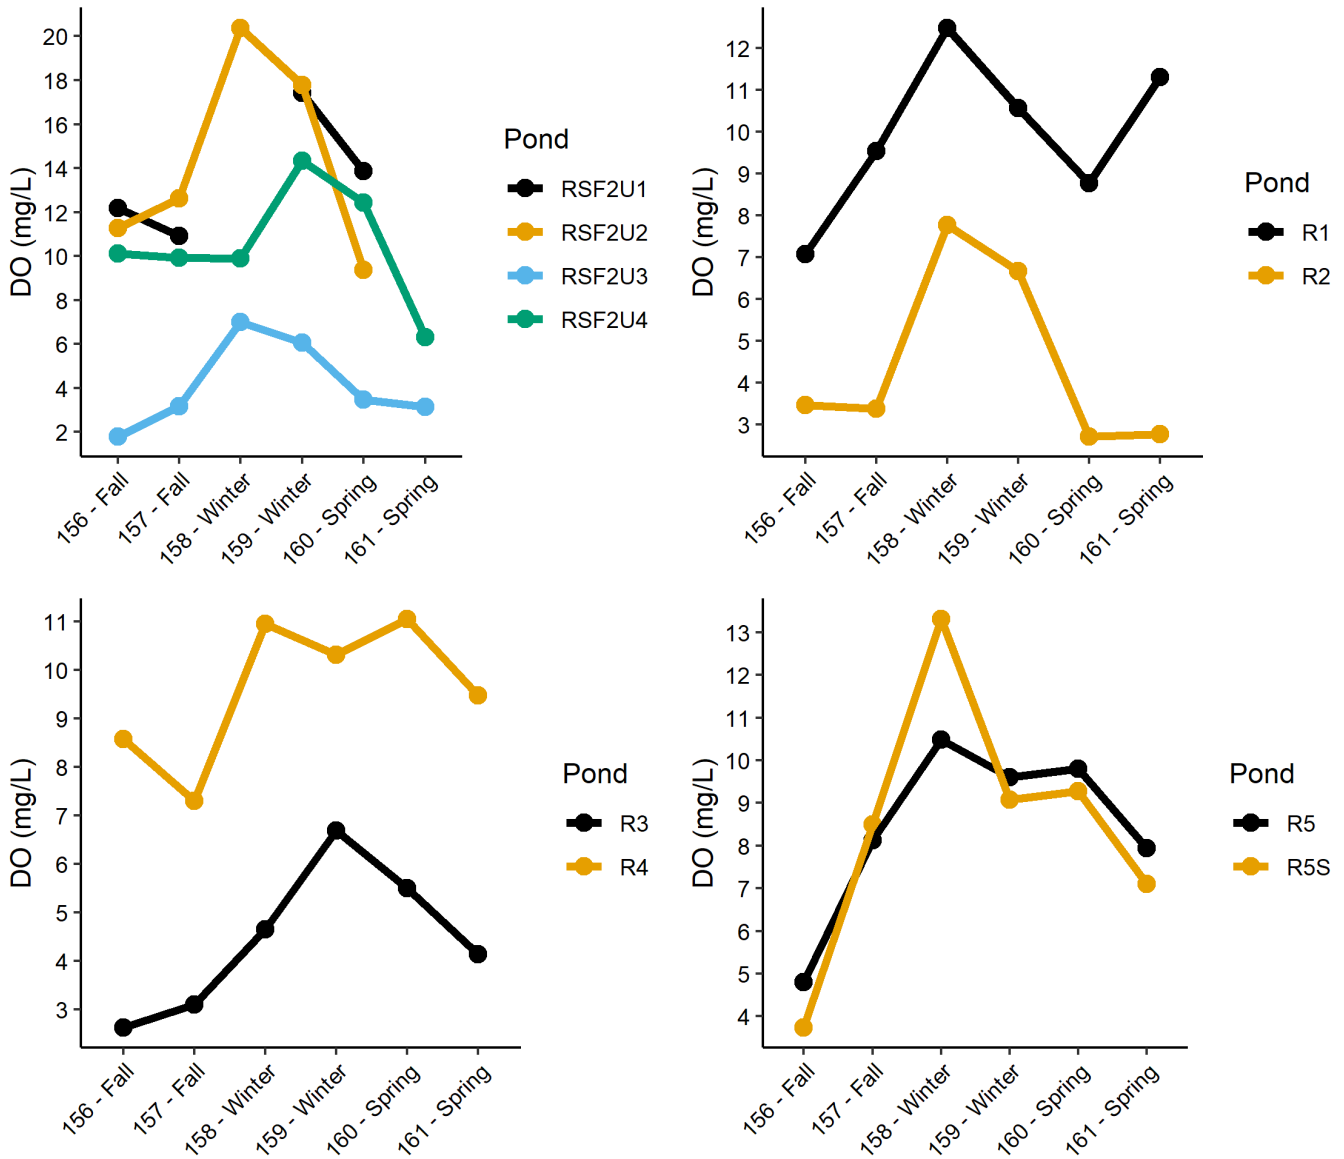 DO (mg/L)
20
18
16
14
12
10
8
6
4
2
156 - Fall
157 - Fall
158 - Winter
159 - Winter
160 - Spring
161 - Spring
Pond
RSF2U1
RSF2U2
RSF2U3
RSF2U4
DO (mg/L)
12
11
10
9
8
7
6
5
4
3
156 - Fall
157 - Fall
158 - Winter
159 - Winter
160 - Spring
161 - Spring
Pond
R1
R2
DO (mg/L)
11
10
9
8
7
6
5
4
3
156 - Fall
157 - Fall
158 - Winter
159 - Winter
160 - Spring
161 - Spring
Pond
R3
R4
DO (mg/L)
13
12
11
10
9
8
7
6
5
4
156 - Fall
157 - Fall
158 - Winter
159 - Winter
160 - Spring
161 - Spring
Pond
R5
R5S